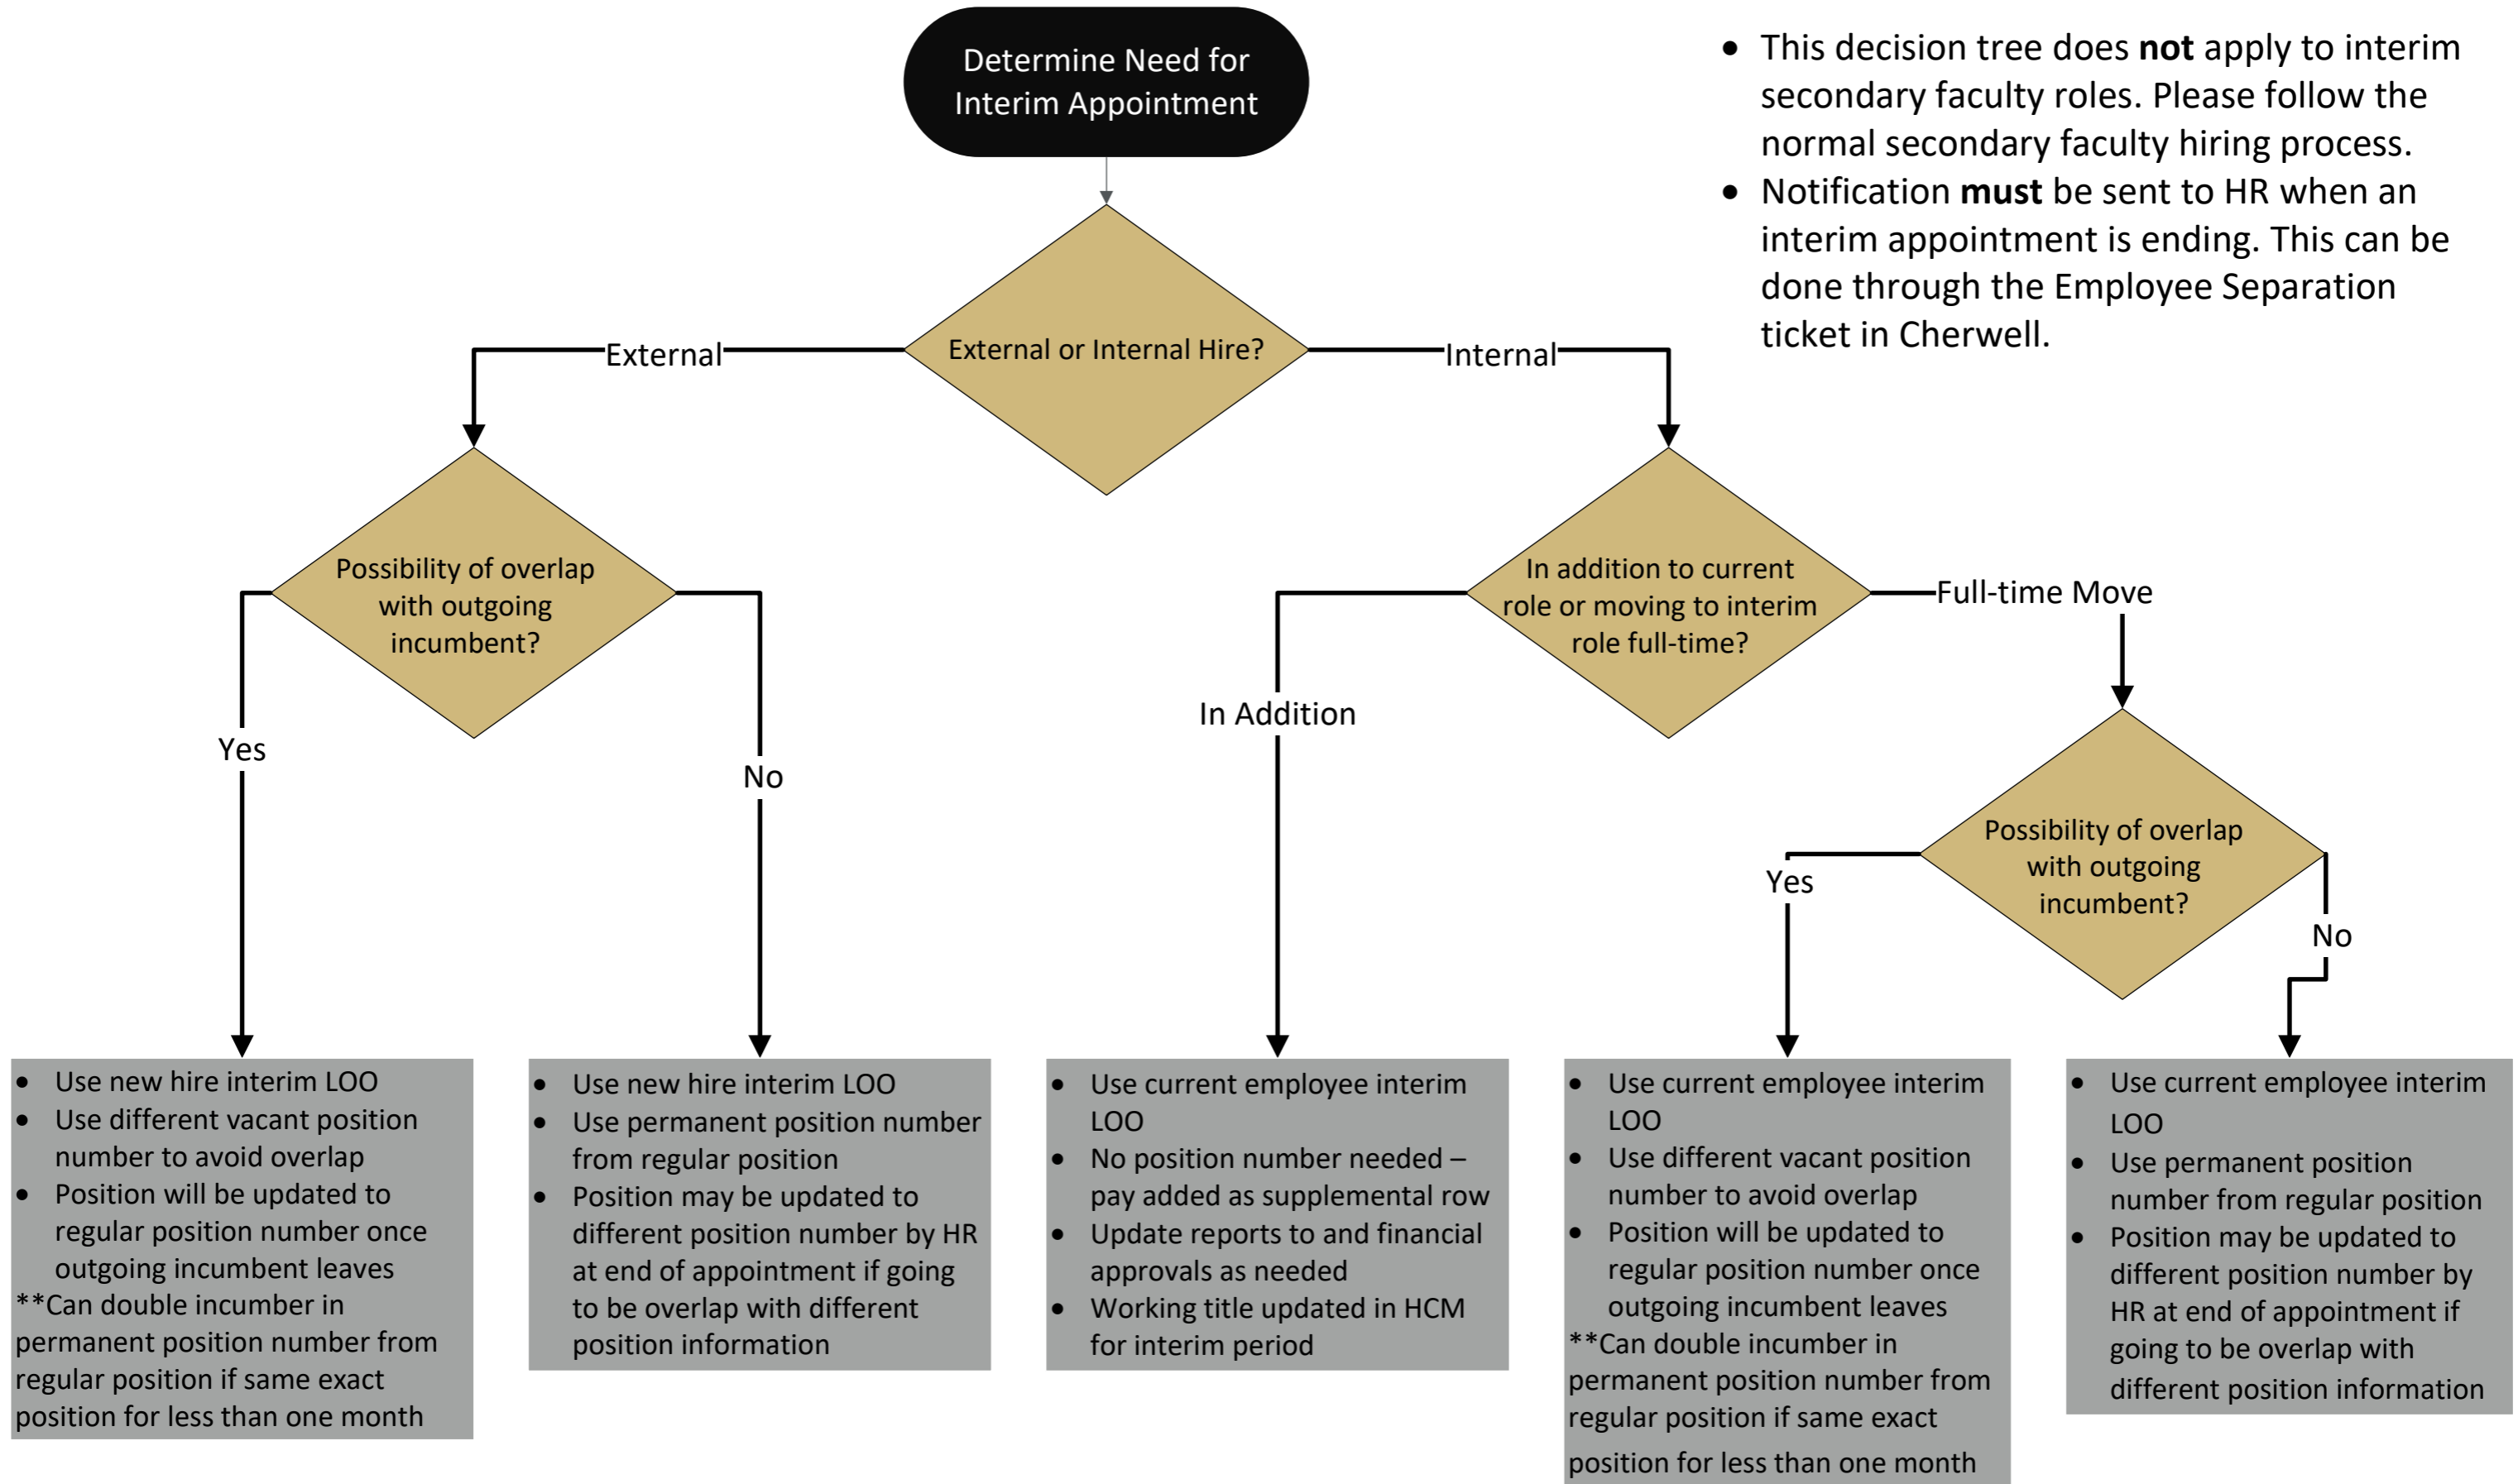 Determine Need for
Interim Appointment
• This decision tree does not apply to interim
secondary faculty roles. Please follow the
normal secondary faculty hiring process.
• Notification must be sent to HR when an
interim appointment is ending. This can be
done through the Employee Separation
ticket in Cherwell.
External or Internal Hire?
External
Internal
Possibility of overlap
with outgoing
incumbent?
In addition to current
role or moving to interim
role full-time?
Full-time Move
In Addition
Yes
No
Possibility of overlap
with outgoing
incumbent?
Yes
No
• Use new hire interim LOO
• Use different vacant position
number to avoid overlap
• Position will be updated to
regular position number once
outgoing incumbent leaves
**Can double incumber in
permanent position number from
regular position if same exact
position for less than one month
• Use new hire interim LOO
• Use permanent position number
from regular position
• Position may be updated to
different position number by HR
at end of appointment if going
to be overlap with different
position information
• Use current employee interim
LOO
• No position number needed –
pay added as supplemental row
• Update reports to and financial
approvals as needed
• Working title updated in HCM
for interim period
• Use current employee interim
LOO
• Use different vacant position
number to avoid overlap
• Position will be updated to
regular position number once
outgoing incumbent leaves
**Can double incumber in
permanent position number from
regular position if same exact
position for less than one month
• Use current employee interim
LOO
• Use permanent position
number from regular position
• Position may be updated to
different position number by
HR at end of appointment if
going to be overlap with
different position information